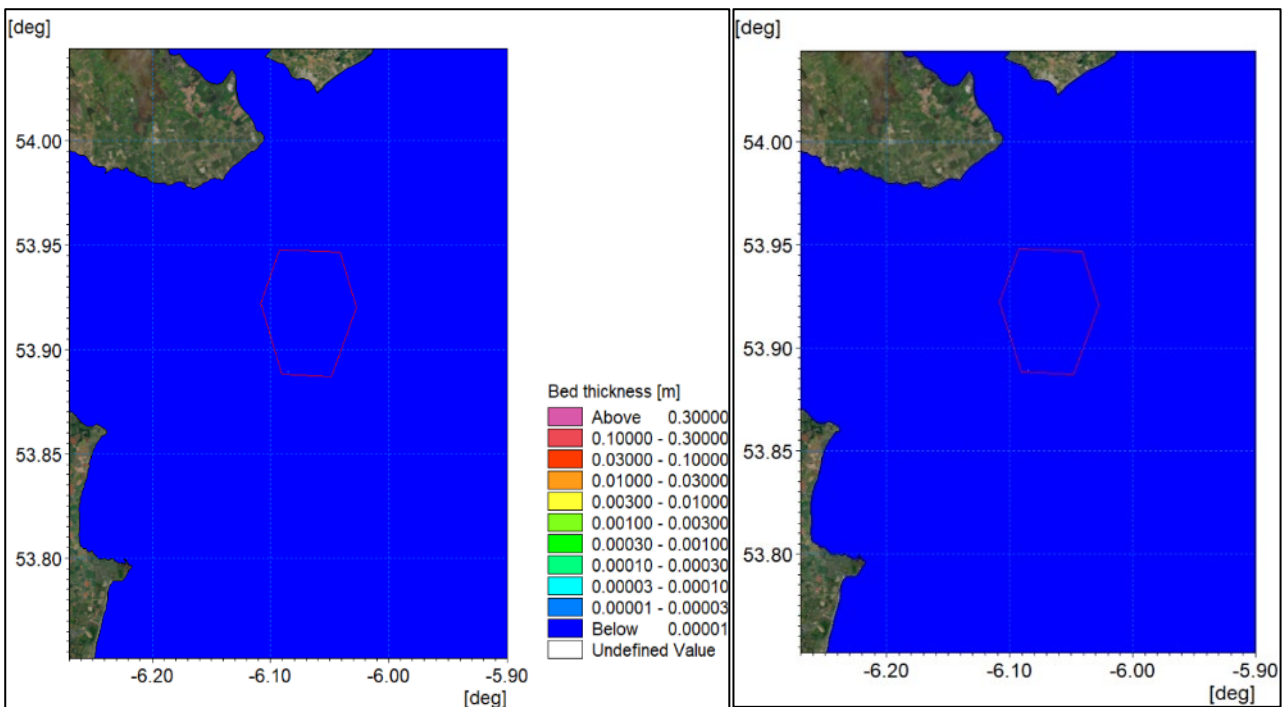 [deg]
54.00
53.95
53.90
53.85
53.80
-6.20
-6.10
-6.00
-5.90
[deg]
Bed thickness [m]
Above 0.30000
0.10000 - 0.30000
0.03000 - 0.10000
0.01000 - 0.03000
0.00300 - 0.01000
0.00100 - 0.00300
0.00030 - 0.00100
0.00010 - 0.00030
0.00003 - 0.00010
0.00001 - 0.00003
Below 0.00001
Undefined Value
[deg]
54.00
53.95
53.90
53.85
53.80
-6.20
-6.10
-6.00
-5.90
[deg]